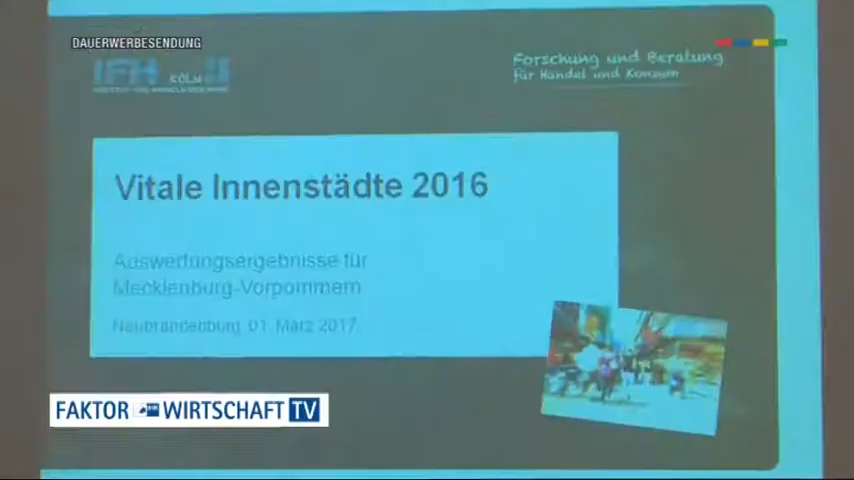 DAUERWERBESENDUNG
IFH KÖLN
Forschung und Beratung
für Handel und Konsum
Vitale Innenstädte 2016
Auswertungsergebnisse für
Mecklenburg-Vorpommern
Neubrandenburg, 01. März 2017
FAKTOR IHK WIRTSCHAFT TV